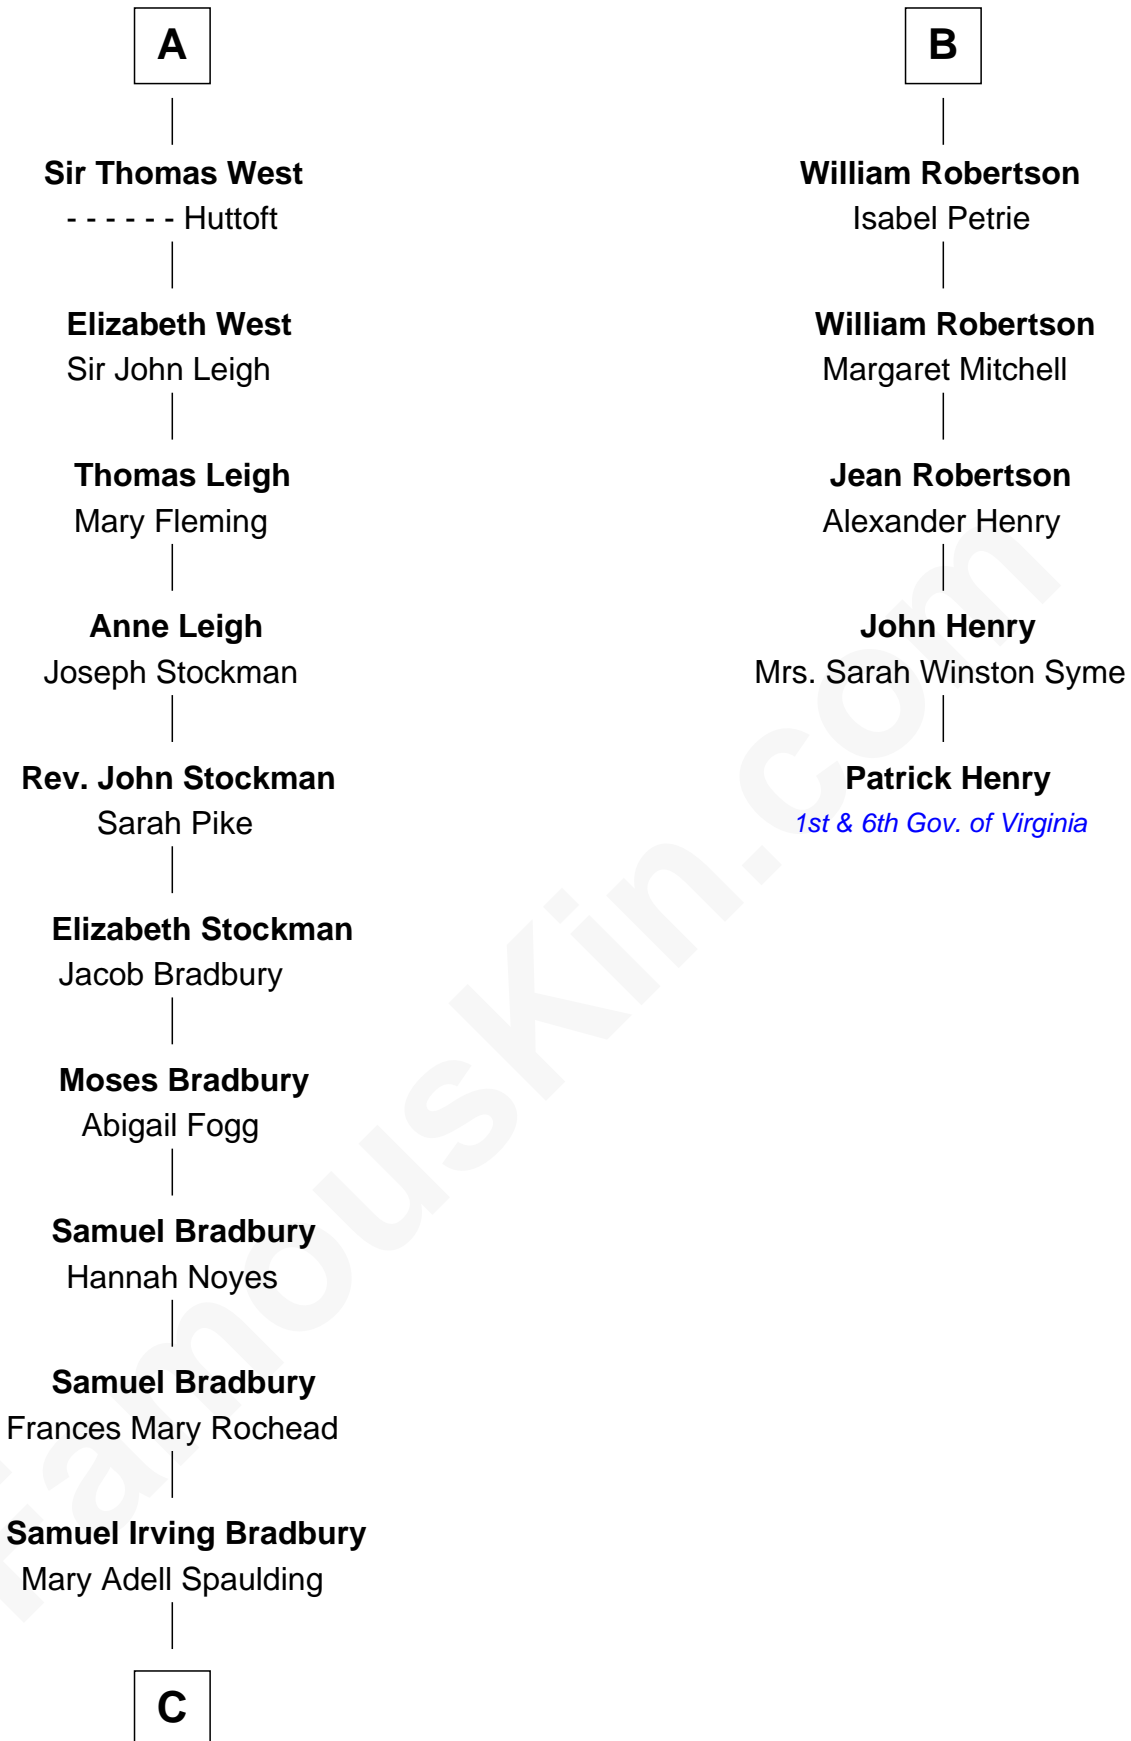 A
Sir Thomas West
- - - - - - Huttoft
Elizabeth West
Sir John Leigh
Thomas Leigh
Mary Fleming
Anne Leigh
Joseph Stockman
Rev. John Stockman
Sarah Pike
Elizabeth Stockman
Jacob Bradbury
Moses Bradbury
Abigail Fogg
Samuel Bradbury
Hannah Noyes
Samuel Bradbury
Frances Mary Rochead
Samuel Irving Bradbury
Mary Adell Spaulding
C
B
William Robertson
Isabel Petrie
William Robertson
Margaret Mitchell
Jean Robertson
Alexander Henry
John Henry
Mrs. Sarah Winston Syme
Patrick Henry
1st & 6th Gov. of Virginia
FamousKin.com